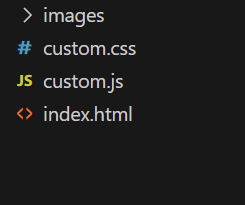 images
# custom.css
JS custom.js
<> index.html